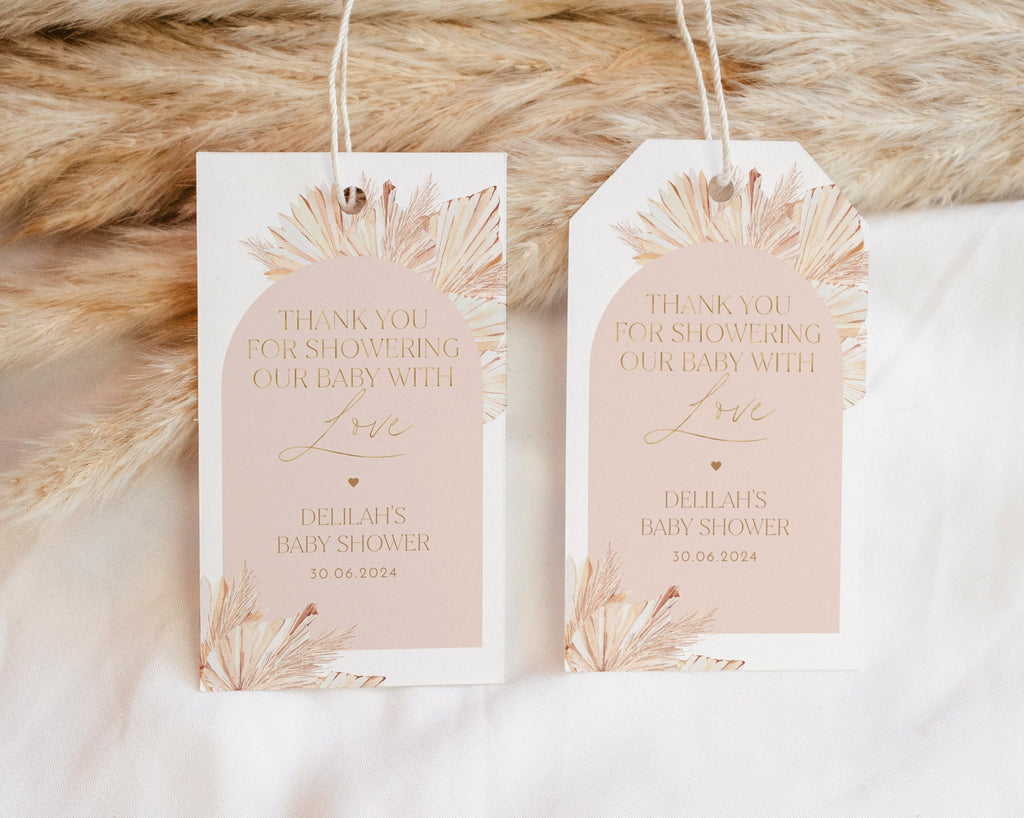 THANK YOU
FOR SHOWERING
OUR BABY WITH
Love
DELILAH'S
BABY SHOWER
30.06.2024
THANK YOU
FOR SHOWERING
OUR BABY WITH
Love
DELILAH'S
BABY SHOWER
30.06.2024